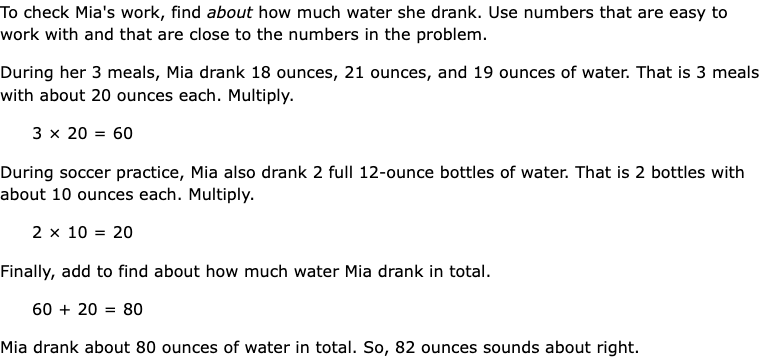 To check Mia's work, find about how much water she drank. Use numbers that are easy to
work with and that are close to the numbers in the problem.
During her 3 meals, Mia drank 18 ounces, 21 ounces, and 19 ounces of water. That is 3 meals
with about 20 ounces each. Multiply.
3 × 20 = 60
During soccer practice, Mia also drank 2 full 12-ounce bottles of water. That is 2 bottles with
about 10 ounces each. Multiply.
2 × 10 = 20
Finally, add to find about how much water Mia drank in total.
60 + 20 = 80
Mia drank about 80 ounces of water in total. So, 82 ounces sounds about right.